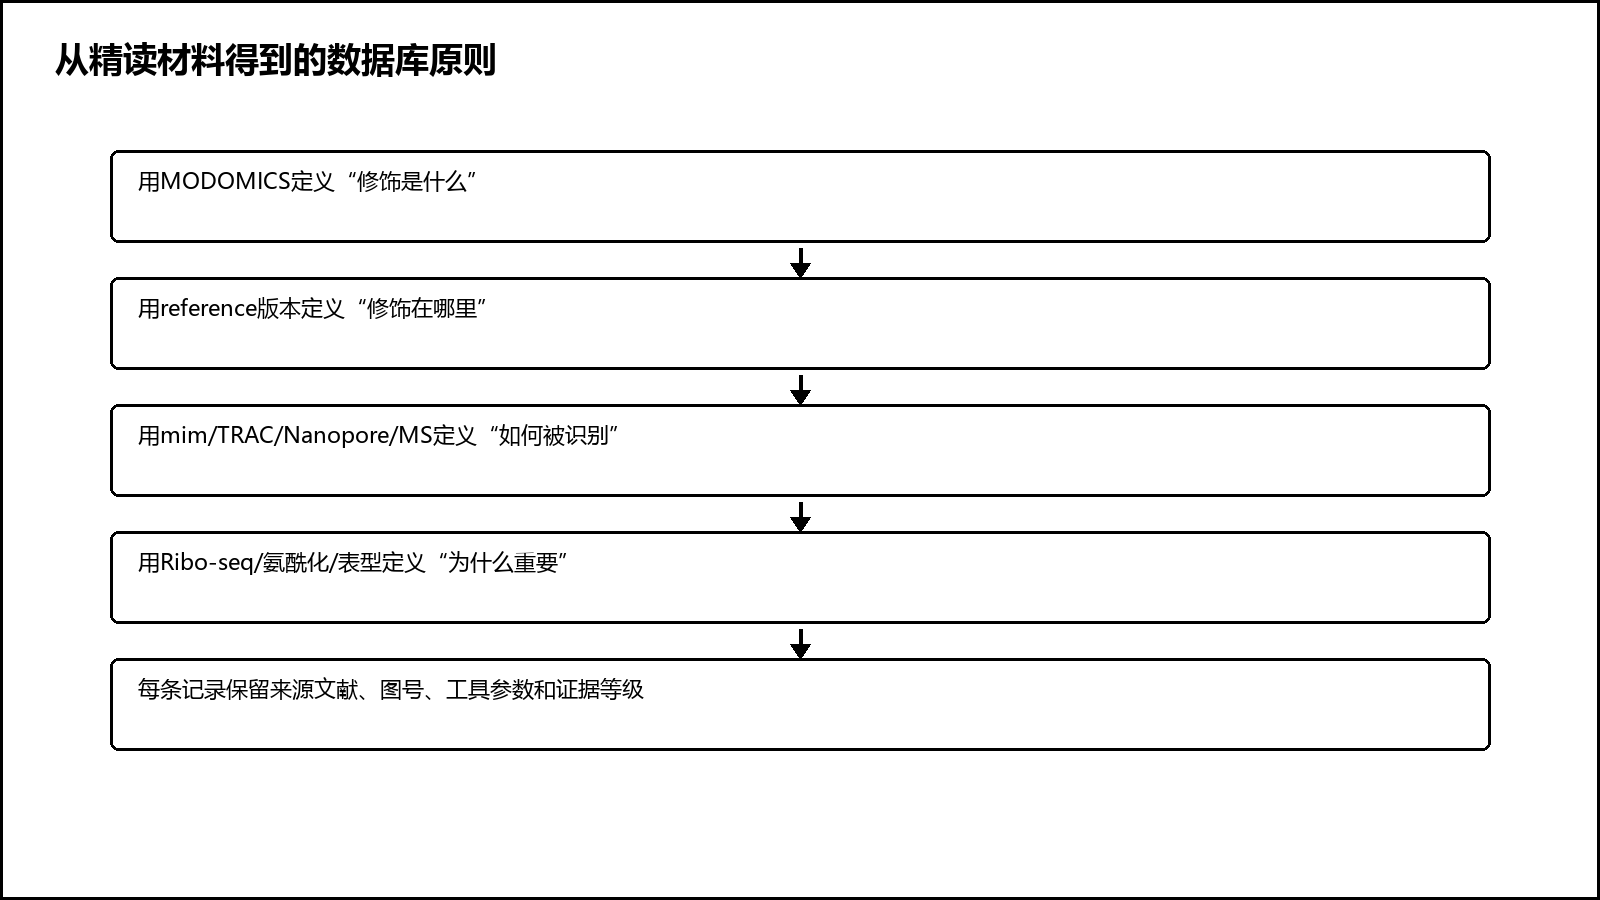 从精读材料得到的数据库原则
用MODOMICS定义“修饰是什么”
用reference版本定义“修饰在哪里”
用mim/TRAC/Nanopore/MS定义“如何被识别”
用Ribo-seq/氨酰化/表型定义“为什么重要”
每条记录保留来源文献、图号、工具参数和证据等级